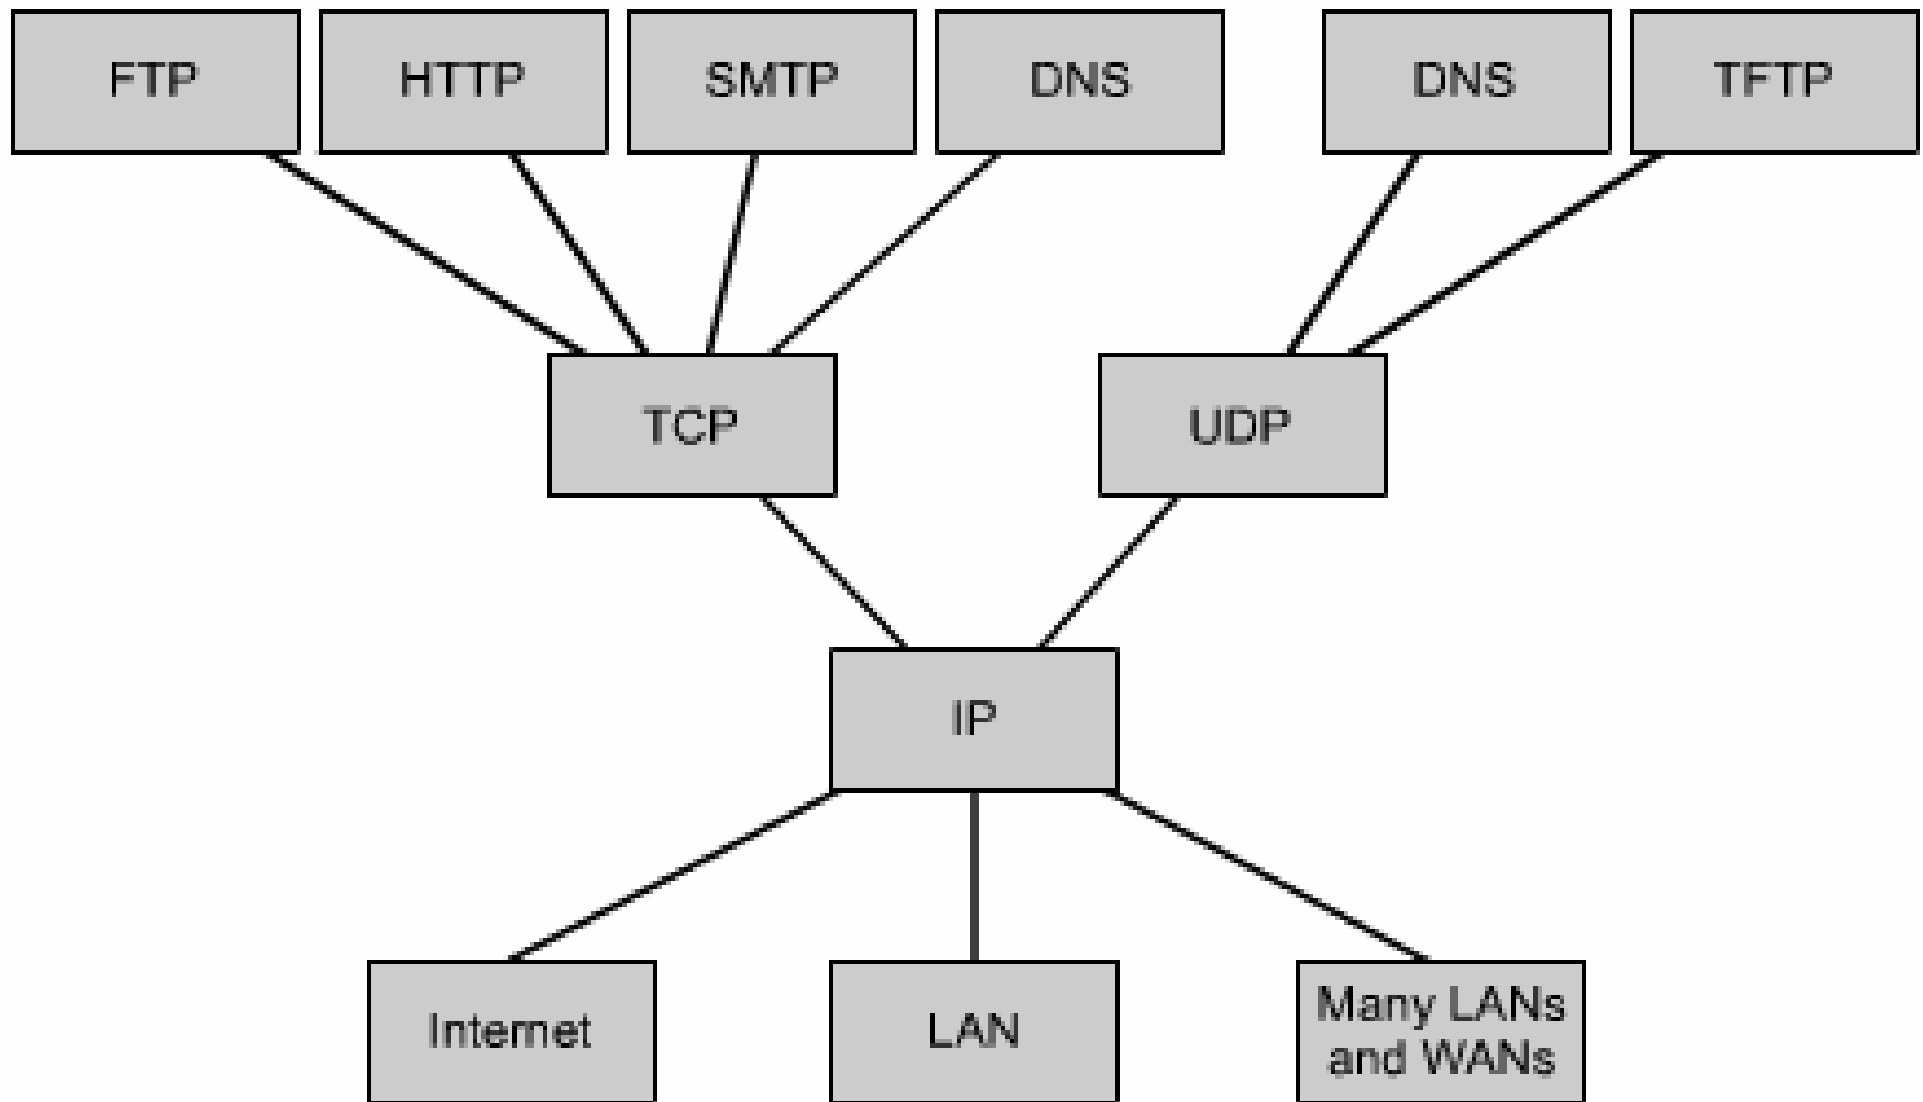 FTP
HTTP
SMTP
DNS
DNS
TFTP
TCP
UDP
IP
Internet
LAN
Many LANs
and WANs